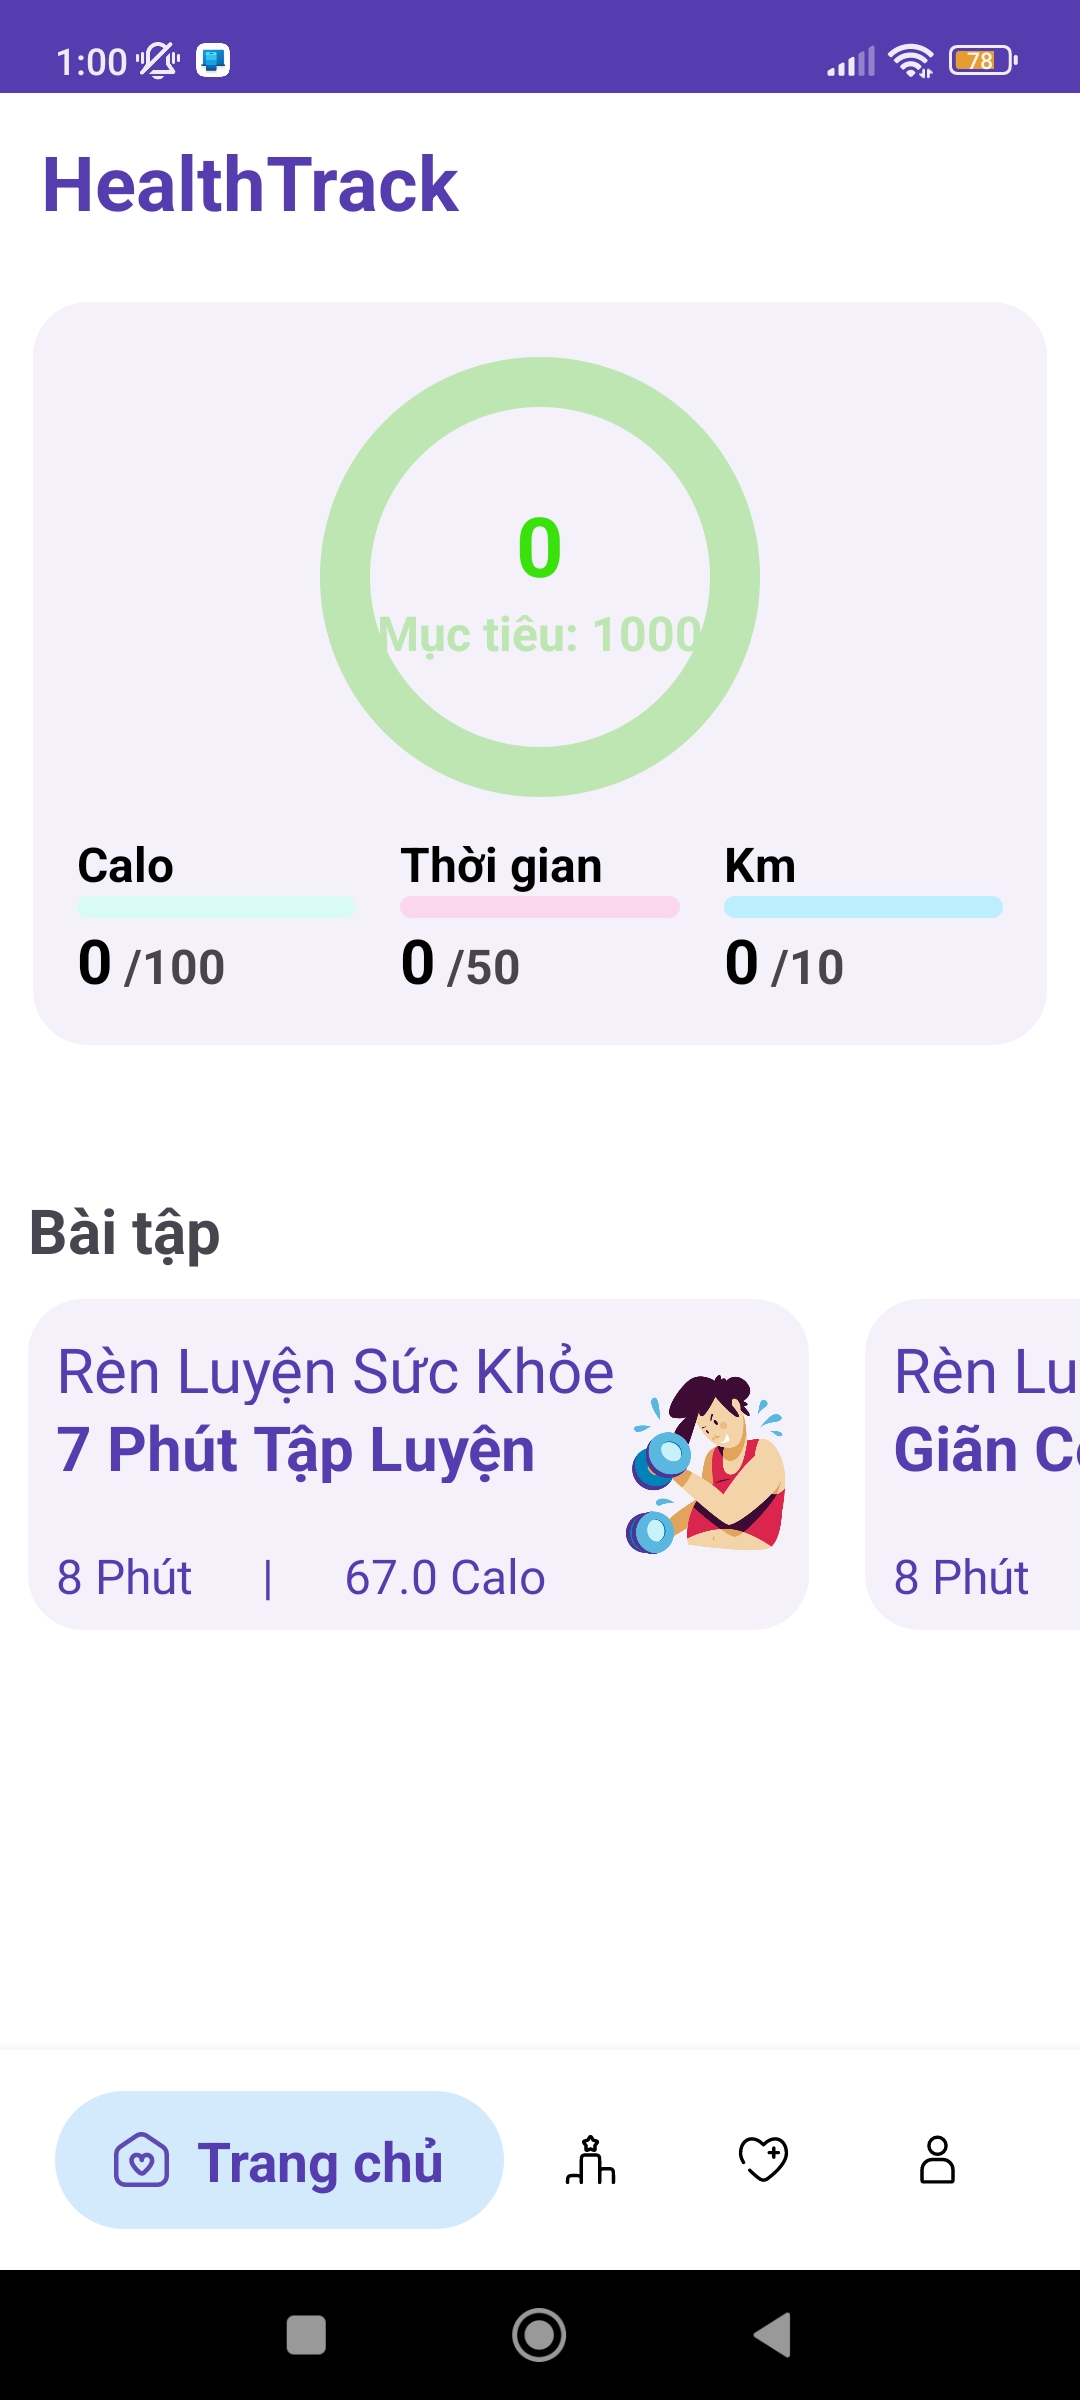 1:00
78
HealthTrack
0
Mục tiêu: 1000
Calo Thời gian Km
0 /100 0 /50 0 /10
Bài tập
Rèn Luyện Sức Khỏe
7 Phút Tập Luyện
8 Phút | 67.0 Calo
Rèn Lu
Giãn C
8 Phút
Trang chủ